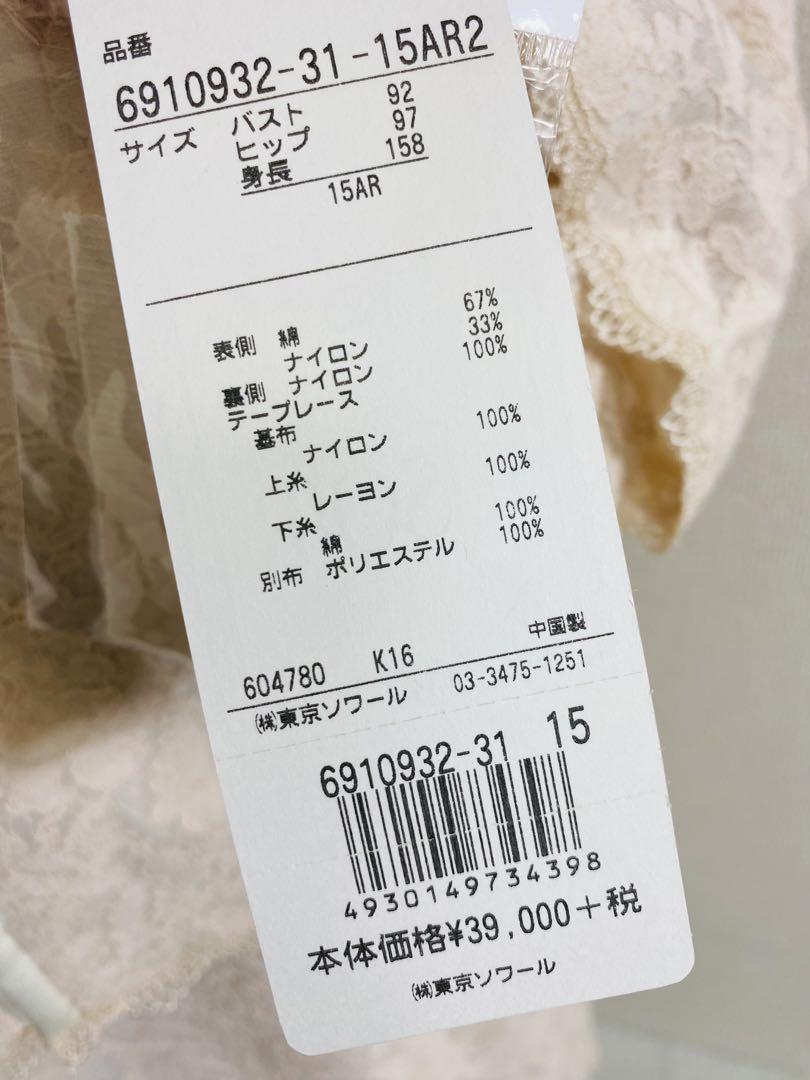 品番
6910932-31-15AR2
サイズ バスト 92
ヒップ 97
身長 158
15AR
表側 綿 67%
ナイロン 33%
裏側 ナイロン 100%
テープレース
基布
ナイロン 100%
上糸
レーヨン 100%
下糸
綿 100%
別布 ポリエステル 100%
中国製
604780 K16
㈱東京ソワール 03-3475-1251
6910932-31 15
4930149734398
本体価格¥39,000+税
㈱東京ソワール